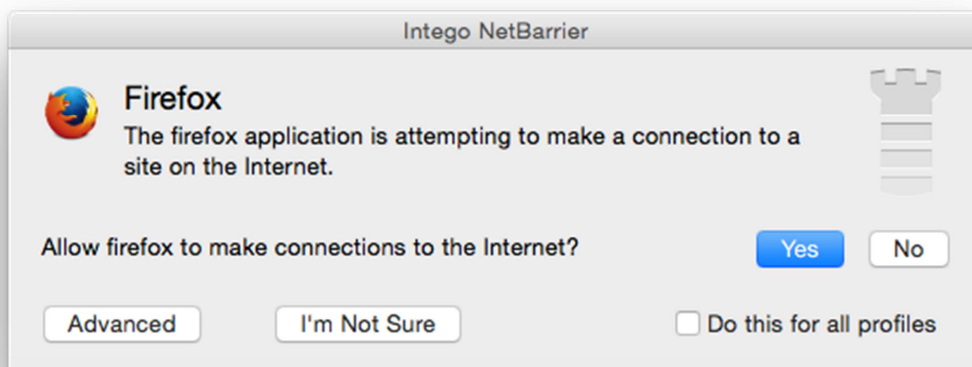 Intego NetBarrier
Firefox
The firefox application is attempting to make a connection to a
site on the Internet.
Allow firefox to make connections to the Internet?
Yes
No
Advanced
I'm Not Sure
Do this for all profiles